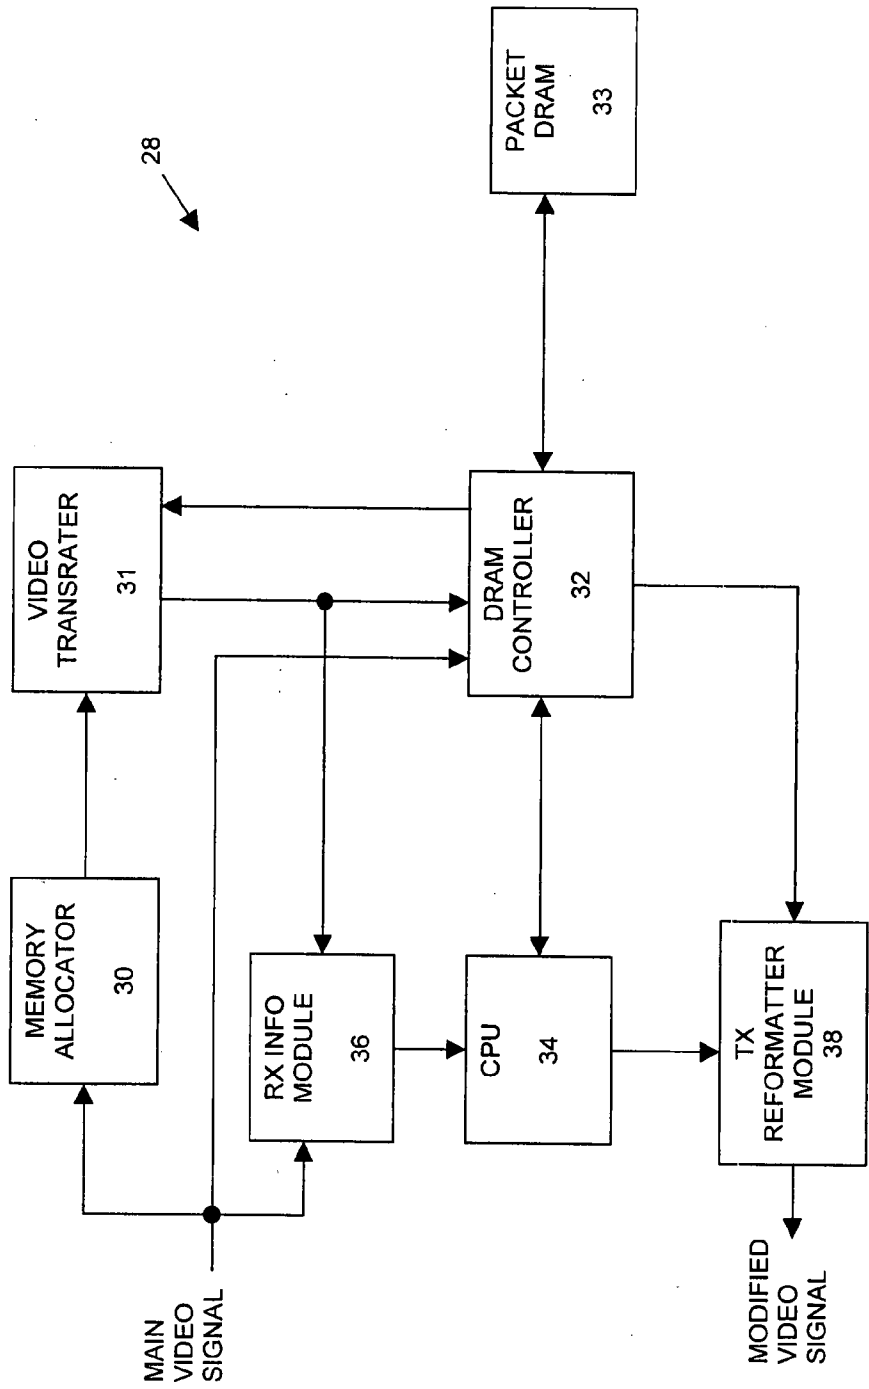 28
MEMORY
ALLOCATOR
30
VIDEO
TRANSRATER
31
MAIN
VIDEO
SIGNAL
RX INFO
MODULE
36
CPU
34
DRAM
CONTROLLER
32
PACKET
DRAM
33
TX
REFORMATTER
MODULE
38
MODIFIED
VIDEO
SIGNAL